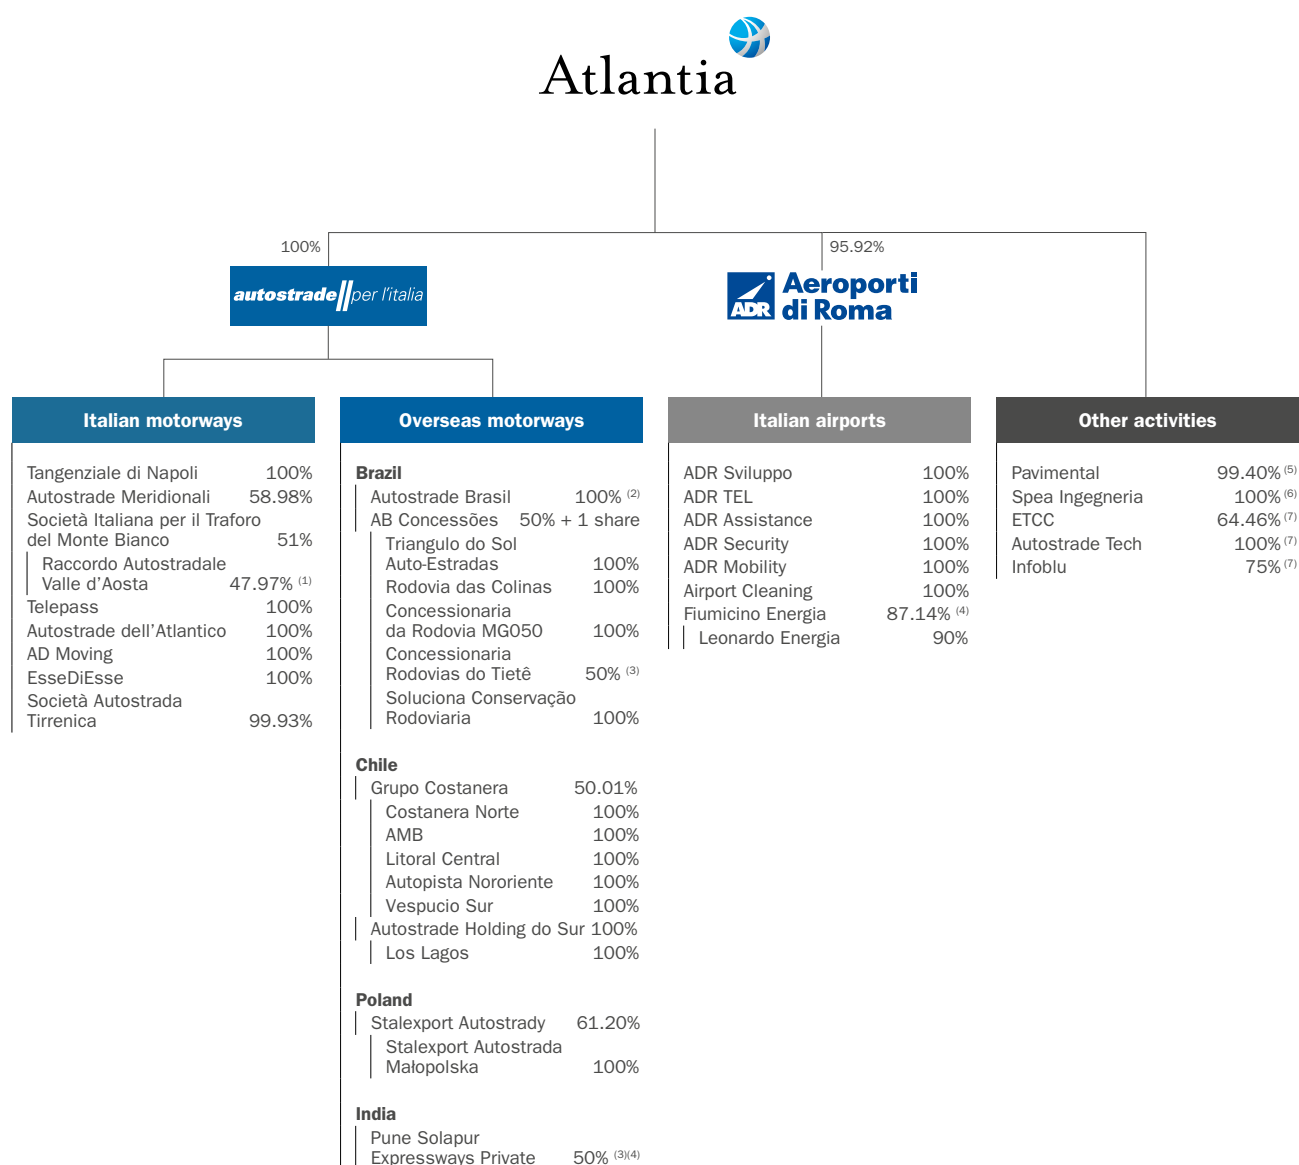 Atlantia
100%
95.92%
autostrade//per l'italia
ADR
Aeroporti
di Roma
Italian motorways
Tangenziale di Napoli 100%
Autostrade Meridionali 58.98%
Società Italiana per il Traforo
del Monte Bianco 51%
Raccordo Autostradale
Valle d'Aosta 47.97% (1)
Telepass 100%
Autostrade dell'Atlantico 100%
AD Moving 100%
EsseDiEsse 100%
Società Autostrada
Tirrenica 99.93%
Overseas motorways
Brazil
Autostrade Brasil 100% (2)
AB Concessões 50% + 1 share
Triangulo do Sol
Auto-Estradas 100%
Rodovia das Colinas 100%
Concessionaria
da Rodovia MG050 100%
Concessionaria
Rodovias do Tietê 50% (3)
Soluciona Conservação
Rodoviaria 100%
Chile
Grupo Costanera 50.01%
Costanera Norte 100%
AMB 100%
Litoral Central 100%
Autopista Nororiente 100%
Vespucio Sur 100%
Autostrade Holding do Sur 100%
Los Lagos 100%
Poland
Stalexport Autostrady 61.20%
Stalexport Autostrada
Małopolska 100%
India
Pune Solapur
Expressways Private 50% (3)(4)
Italian airports
ADR Sviluppo 100%
ADR TEL 100%
ADR Assistance 100%
ADR Security 100%
ADR Mobility 100%
Airport Cleaning 100%
Fiumicino Energia 87.14% (4)
Leonardo Energia 90%
Other activities
Pavimental 99.40% (5)
Spea Ingegneria 100% (6)
ETCC 64.46% (7)
Autostrade Tech 100% (7)
Infoblu 75% (7)